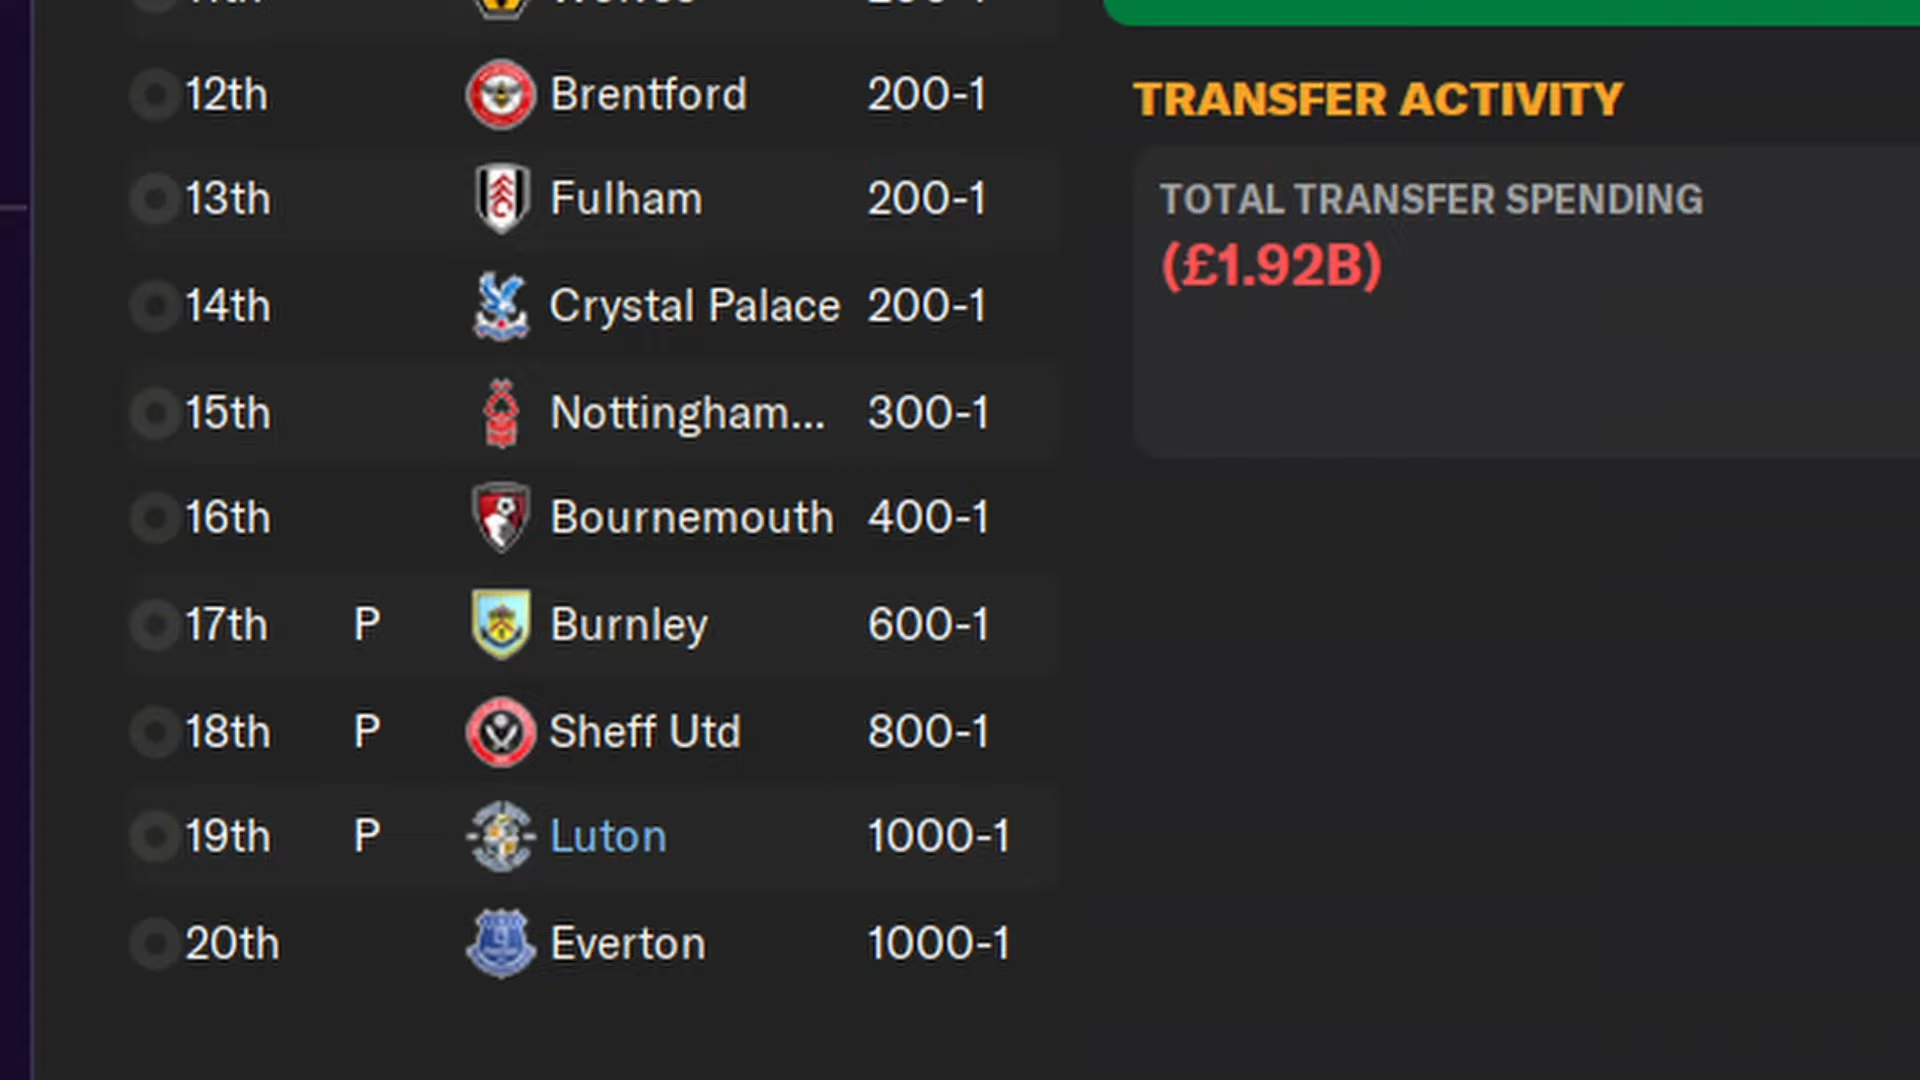 12th Brentford 200-1
13th Fulham 200-1
14th Crystal Palace 200-1
15th Nottingham... 300-1
16th Bournemouth 400-1
17th P Burnley 600-1
18th P Sheff Utd 800-1
19th P Luton 1000-1
20th Everton 1000-1
TRANSFER ACTIVITY
TOTAL TRANSFER SPENDING
(£1.92B)